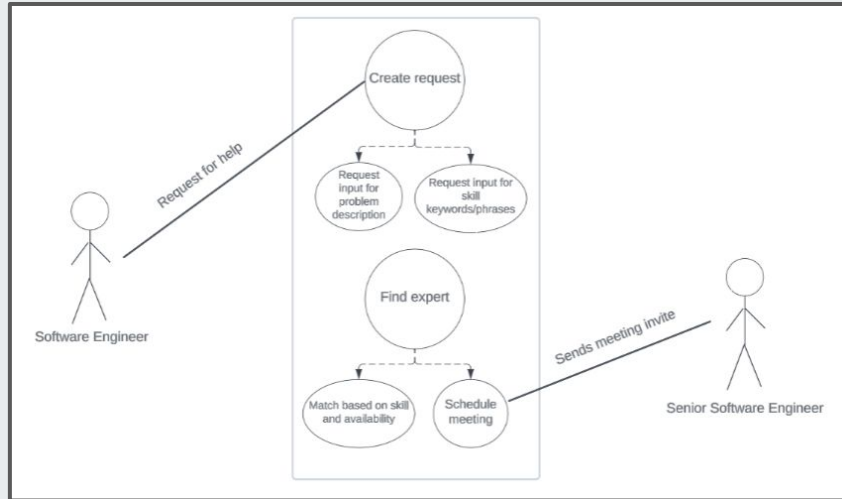 Create request
Request for help
Request
input for
problem
description
Request input for
skill
keywords/phrases
Software Engineer
Find expert
Sends meeting invite
Match based on skill
and availability
Schedule
meeting
Senior Software Engineer